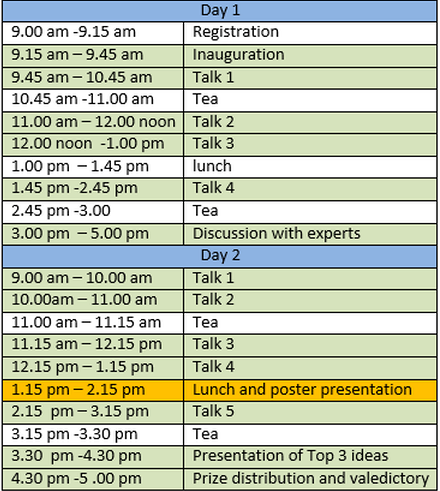 Day 1
9.00 am -9.15 am Registration
9.15 am – 9.45 am Inauguration
9.45 am – 10.45 am Talk 1
10.45 am -11.00 am Tea
11.00 am – 12.00 noon Talk 2
12.00 noon -1.00 pm Talk 3
1.00 pm – 1.45 pm lunch
1.45 pm -2.45 pm Talk 4
2.45 pm -3.00 Tea
3.00 pm – 5.00 pm Discussion with experts
Day 2
9.00 am – 10.00 am Talk 1
10.00am – 11.00 am Talk 2
11.00 am – 11.15 am Tea
11.15 am – 12.15 pm Talk 3
12.15 pm – 1.15 pm Talk 4
1.15 pm – 2.15 pm Lunch and poster presentation
2.15 pm – 3.15 pm Talk 5
3.15 pm -3.30 pm Tea
3.30 pm -4.30 pm Presentation of Top 3 ideas
4.30 pm -5 .00 pm Prize distribution and valedictory